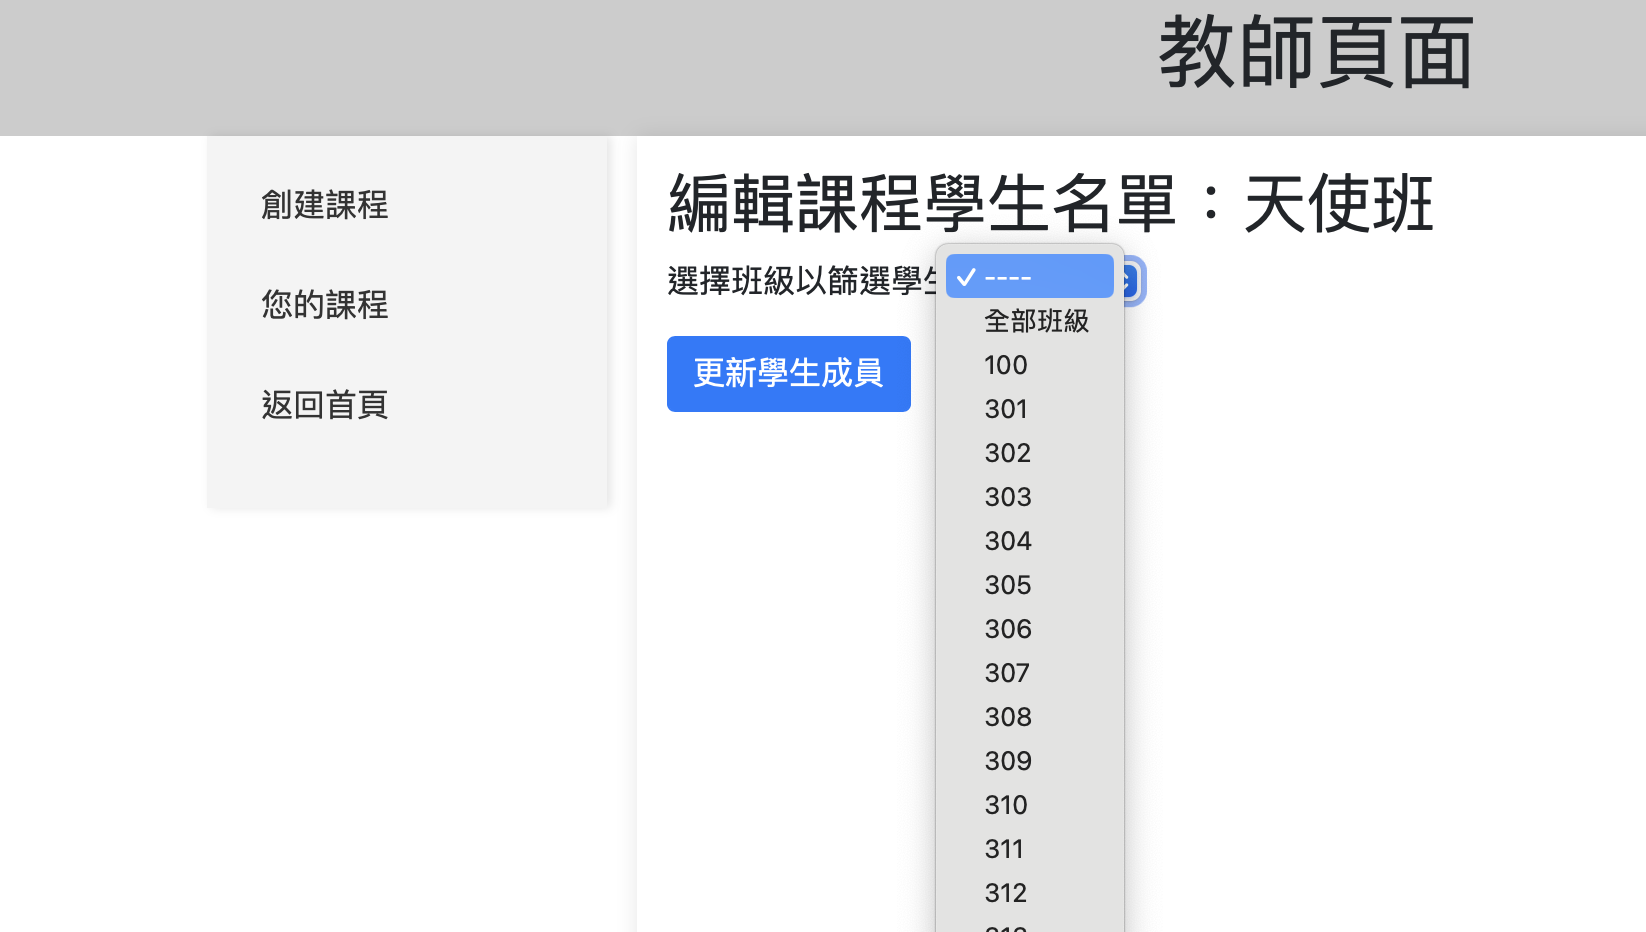 教師頁面
創建課程
您的課程
返回首頁
編輯課程學生名單：天使班
選擇班級以篩選學
----
全部班級
100
301
302
303
304
305
306
307
308
309
310
311
312
更新學生成員